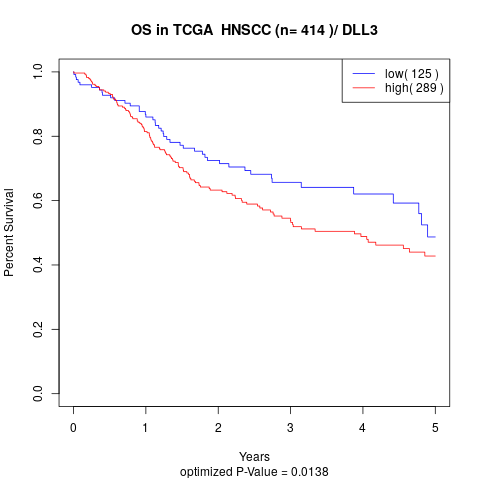 OS in TCGA  HNSCC (n= 414 )/ DLL3
low( 125 )
high( 289 )
Percent Survival
1.0
0.8
0.6
0.4
0.2
0.0
0 1 2 3 4 5
Years
optimized P-Value = 0.0138